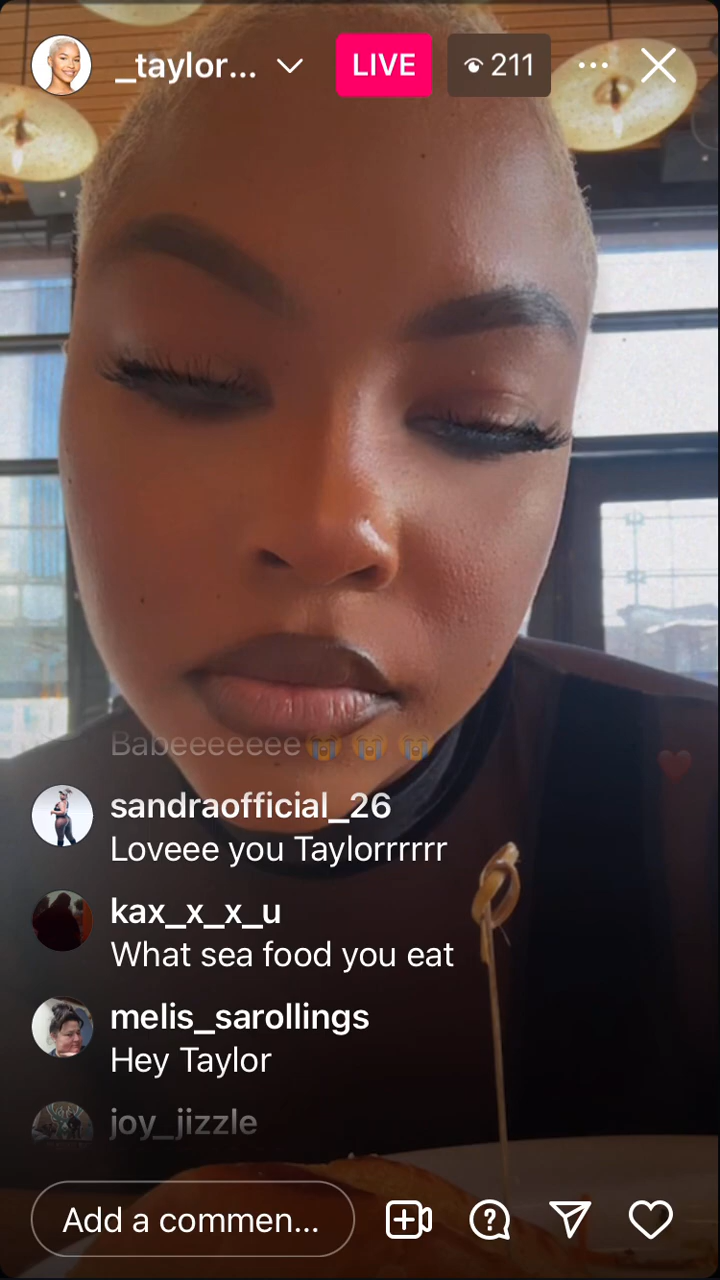 _taylor...
LIVE
211
Babeeeeeee😭😭😭
sandraofficial_26
Loveee you Taylorrrrrr
kax_x_x_u
What sea food you eat
melis_sarollings
Hey Taylor
joy_jizzle
Add a commen...